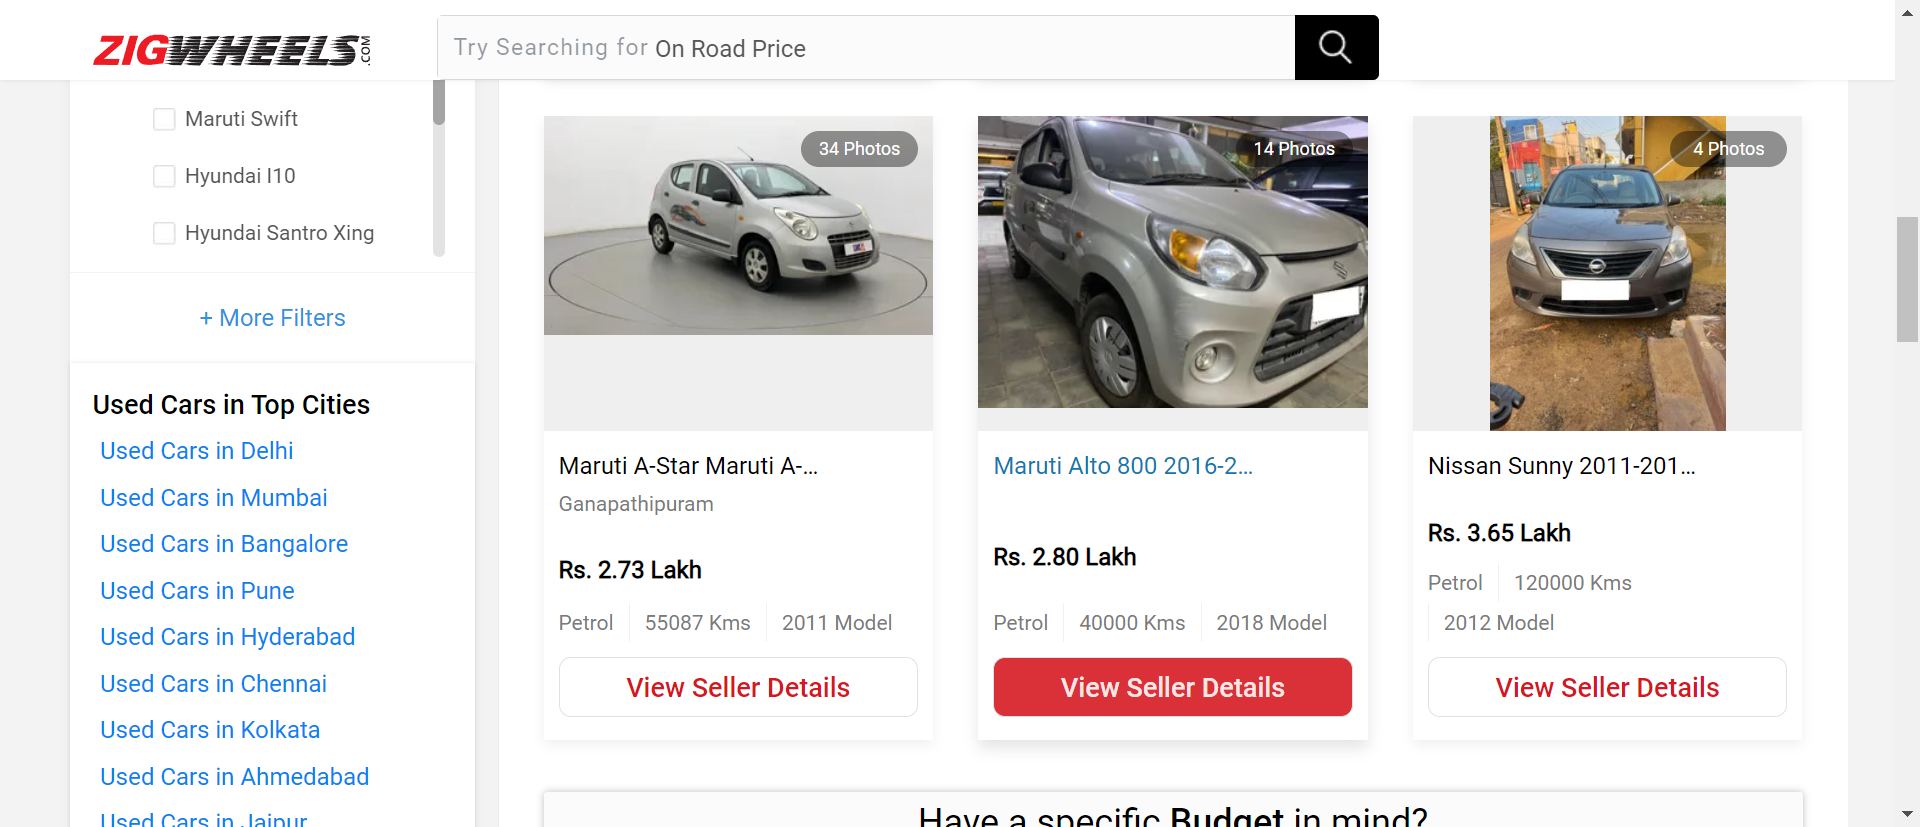 ZIGWHEELS.COM
Try Searching for On Road Price
Maruti Swift
Hyundai I10
Hyundai Santro Xing
+ More Filters
Used Cars in Top Cities
Used Cars in Delhi
Used Cars in Mumbai
Used Cars in Bangalore
Used Cars in Pune
Used Cars in Hyderabad
Used Cars in Chennai
Used Cars in Kolkata
Used Cars in Ahmedabad
Used Cars in Jaipur
34 Photos
Maruti A-Star Maruti A-...
Ganapathipuram
Rs. 2.73 Lakh
Petrol 55087 Kms 2011 Model
View Seller Details
14 Photos
Maruti Alto 800 2016-2...
Rs. 2.80 Lakh
Petrol 40000 Kms 2018 Model
View Seller Details
4 Photos
Nissan Sunny 2011-201...
Rs. 3.65 Lakh
Petrol 120000 Kms
2012 Model
View Seller Details
Have a specific Budget in mind?